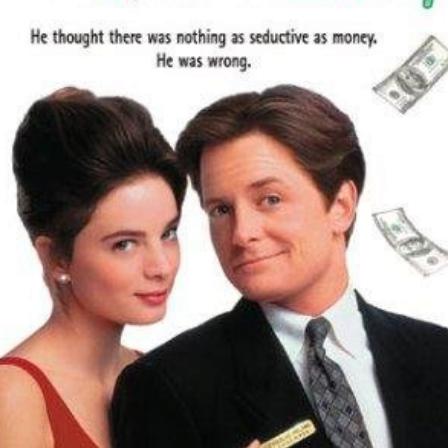 He thought there was nothing as seductive as money.
He was wrong.